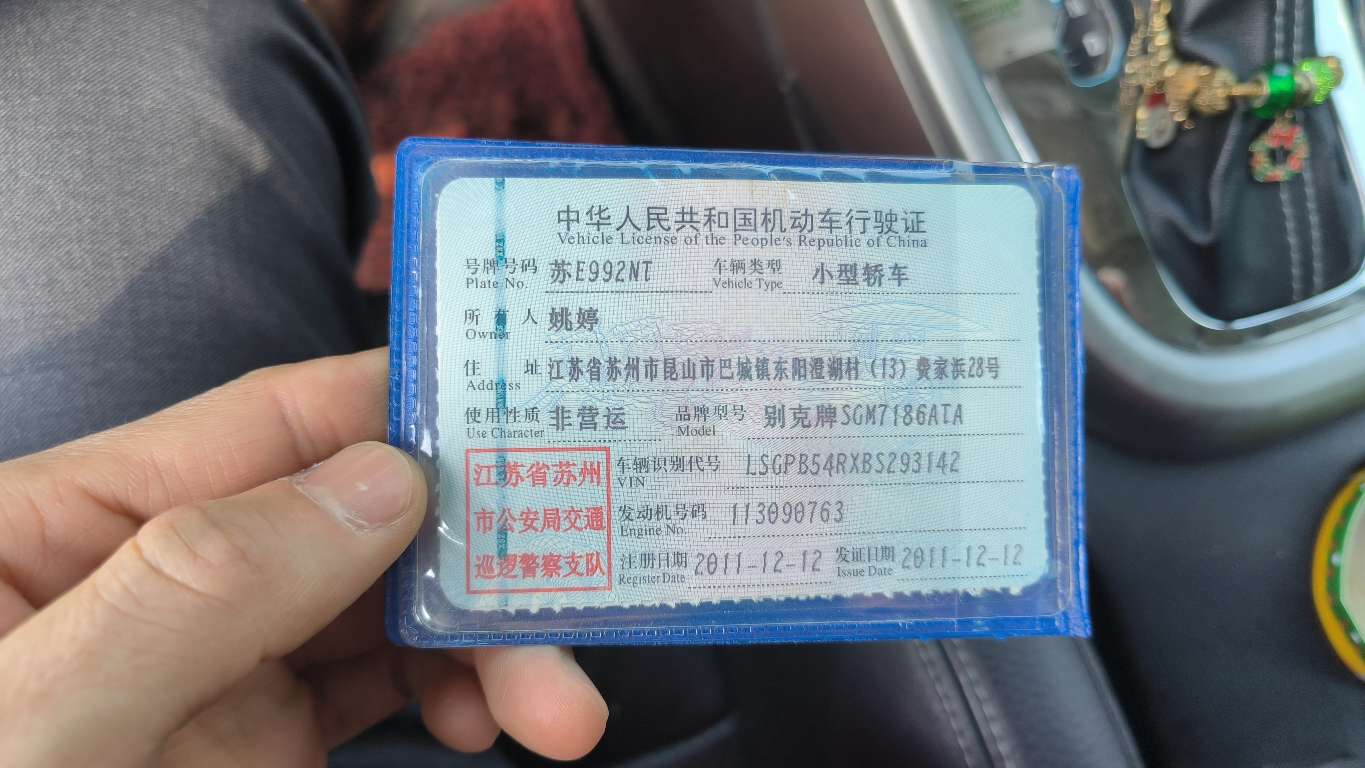 中华人民共和国机动车行驶证
Vehicle License of the People's Republic of China
号牌号码 苏E992NT 车辆类型 小型轿车
Plate No. Vehicle Type
所有人 姚婷
Owner
住址 江苏省苏州市昆山市巴城镇东阳澄湖村（13）费家浜28号
Address
使用性质 非营运 品牌型号 别克牌SGM7186ATA
Use Character Model
江苏省苏州
市公安局交通
巡逻警察支队
车辆识别代号 LSGPB54RXBS293142
VIN
发动机号码 113090763
Engine No.
注册日期 2011-12-12 发证日期 2011-12-12
Register Date Issue Date